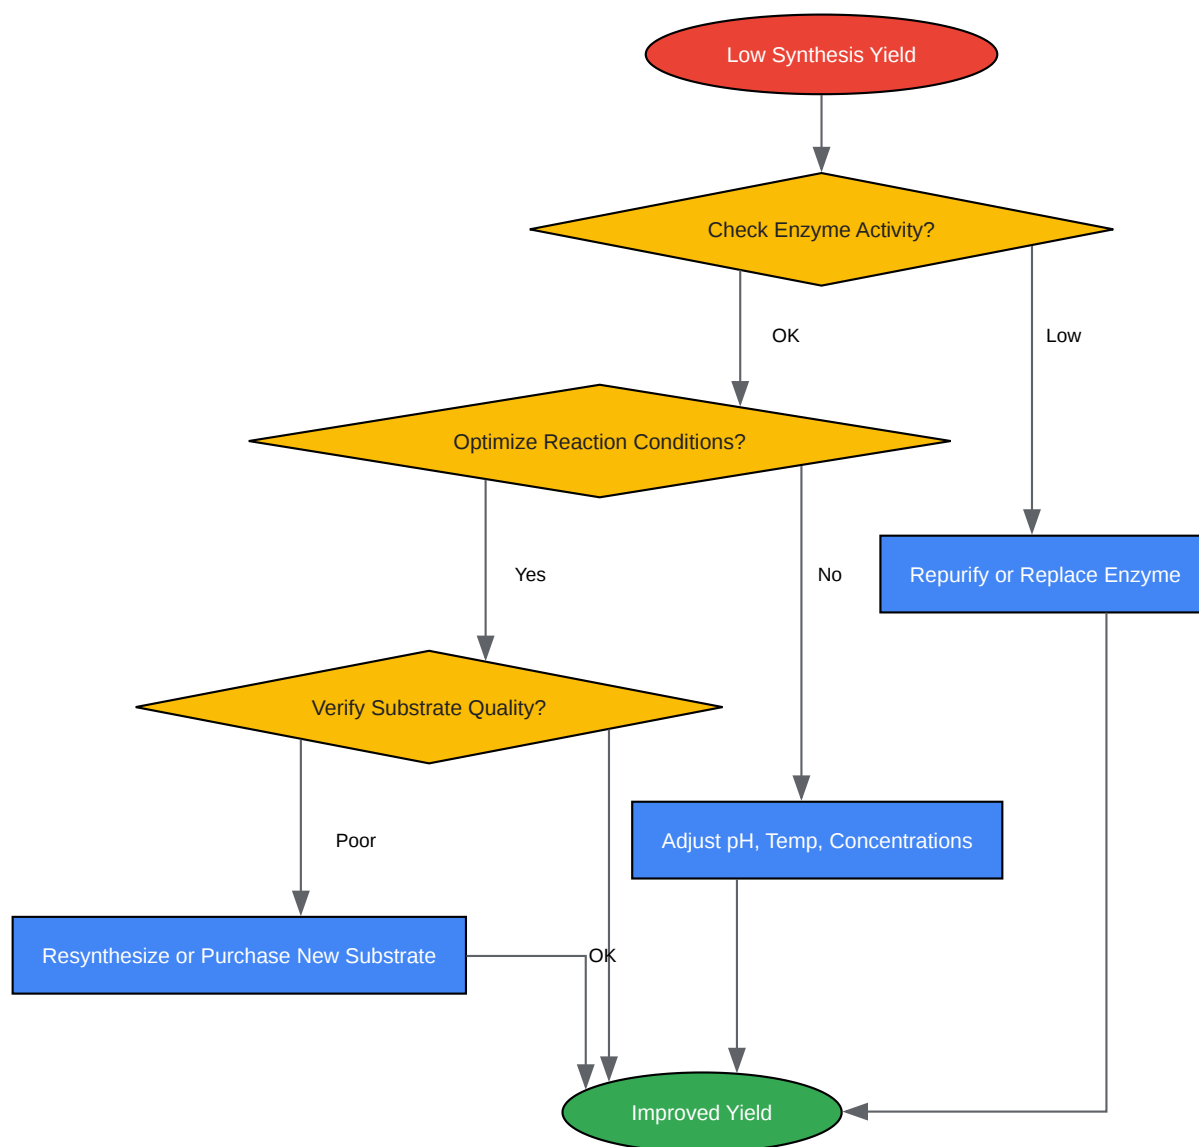 Low Synthesis Yield
Check Enzyme Activity?
OK
Low
Optimize Reaction Conditions?
Yes
No
Repurify or Replace Enzyme
Verify Substrate Quality?
Poor
Adjust pH, Temp, Concentrations
Resynthesize or Purchase New Substrate
OK
Improved Yield